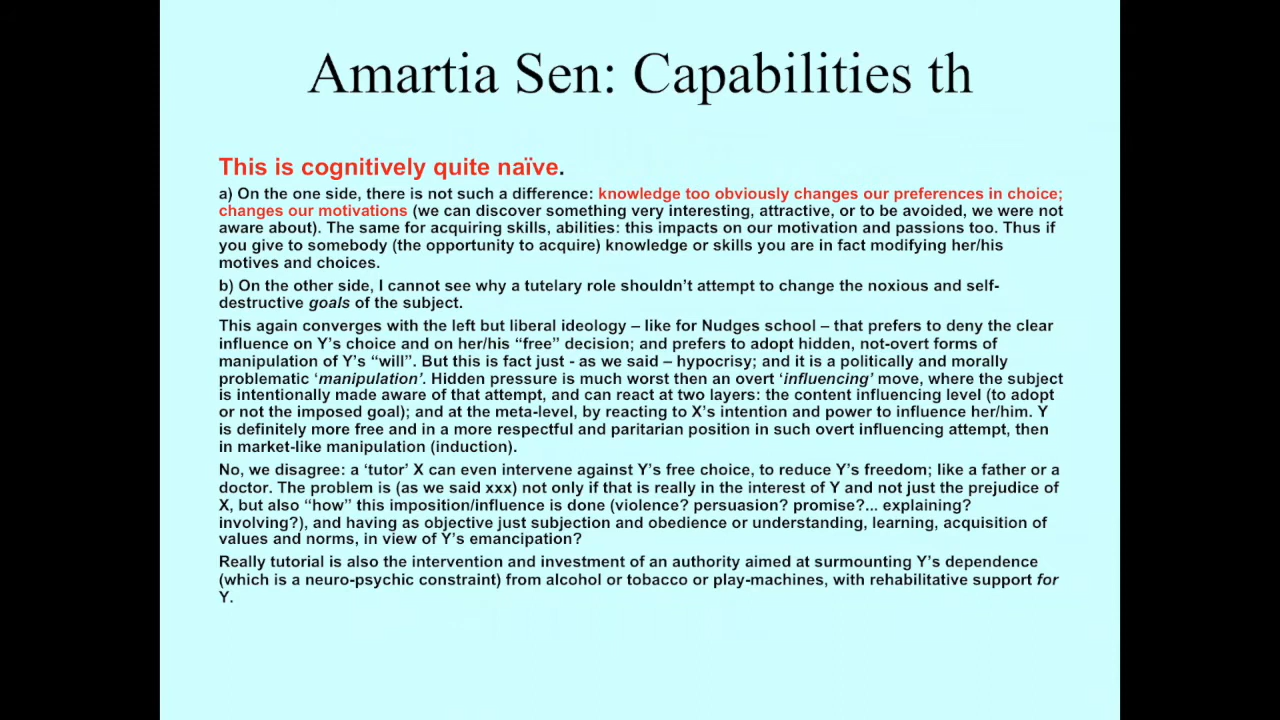 Amartia Sen: Capabilities th
This is cognitively quite naïve.
a) On the one side, there is not such a difference: knowledge too obviously changes our preferences in choice;
changes our motivations (we can discover something very interesting, attractive, or to be avoided, we were not
aware about). The same for acquiring skills, abilities: this impacts on our motivation and passions too. Thus if
you give to somebody (the opportunity to acquire) knowledge or skills you are in fact modifying her/his
motives and choices.
b) On the other side, I cannot see why a tutelary role shouldn’t attempt to change the noxious and self-
destructive goals of the subject.
This again converges with the left but liberal ideology – like for Nudges school – that prefers to deny the clear
influence on Y’s choice and on her/his “free” decision; and prefers to adopt hidden, not-overt forms of
manipulation of Y’s “will”. But this is fact just - as we said – hypocrisy; and it is a politically and morally
problematic ‘manipulation’. Hidden pressure is much worst then an overt ‘influencing’ move, where the subject
is intentionally made aware of that attempt, and can react at two layers: the content influencing level (to adopt
or not the imposed goal); and at the meta-level, by reacting to X’s intention and power to influence her/him. Y
is definitely more free and in a more respectful and paritarian position in such overt influencing attempt, then
in market-like manipulation (induction).
No, we disagree: a ‘tutor’ X can even intervene against Y’s free choice, to reduce Y’s freedom; like a father or a
doctor. The problem is (as we said xxx) not only if that is really in the interest of Y and not just the prejudice of
X, but also “how” this imposition/influence is done (violence? persuasion? promise?... explaining?
involving?), and having as objective just subjection and obedience or understanding, learning, acquisition of
values and norms, in view of Y’s emancipation?
Really tutorial is also the intervention and investment of an authority aimed at surmounting Y’s dependence
(which is a neuro-psychic constraint) from alcohol or tobacco or play-machines, with rehabilitative support for
Y.